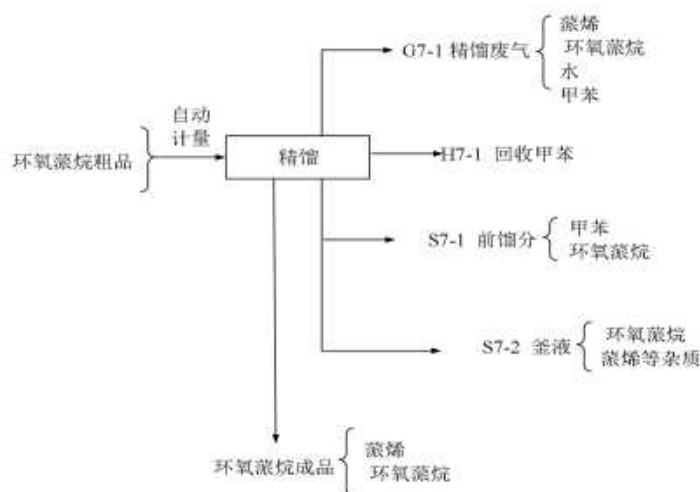 蒎烯
G7-1 精馏废气
环氧蒎烷
水
甲苯
自动
计量
环氧蒎烷粗品
精馏
H7-1 回收甲苯
甲苯
S7-1 前馏分
环氧蒎烷
环氧蒎烷
S7-2 釜液
蒎烯等杂质
蒎烯
环氧蒎烷成品
环氧蒎烷